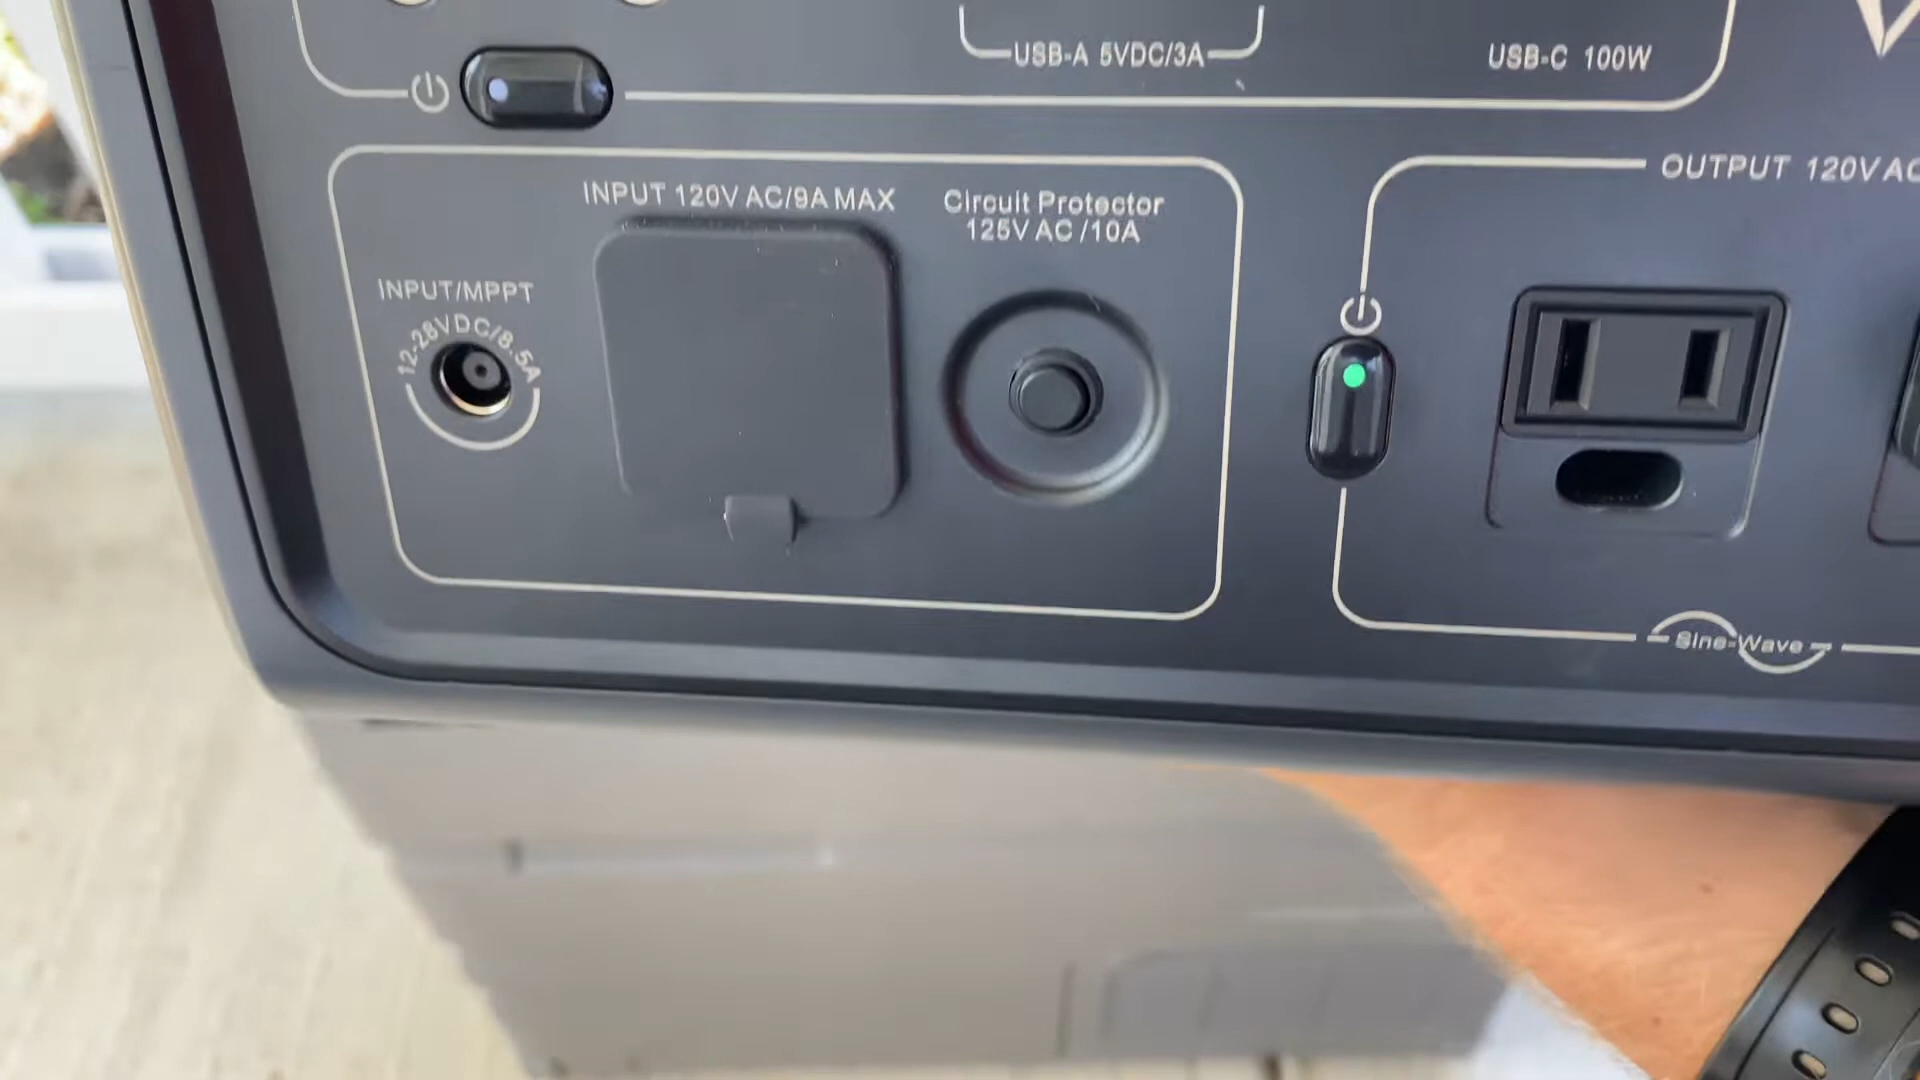 USB-A 5VDC/3A
USB-C 100W
INPUT 120V AC/9A MAX
Circuit Protector
125V AC /10A
OUTPUT 120V AC
INPUT/MPPT
12-28VDC/8.5A
Sine-Wave